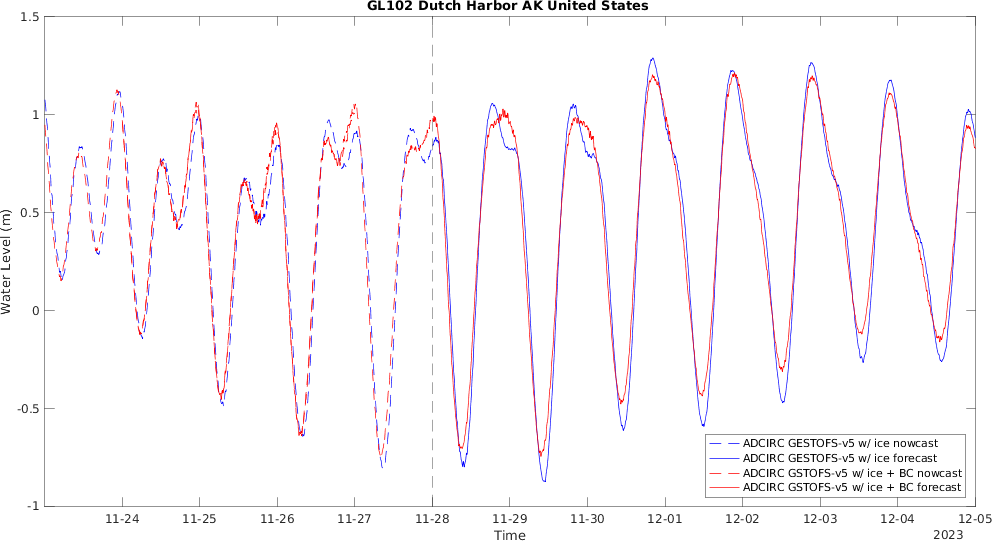 GL102 Dutch Harbor AK United States
1.5
1
0.5
0
-0.5
-1
Water Level (m)
ADCIRC GESTOFS-v5 w/ ice nowcast
ADCIRC GESTOFS-v5 w/ ice forecast
ADCIRC GSTOFS-v5 w/ ice + BC nowcast
ADCIRC GSTOFS-v5 w/ ice + BC forecast
11-24 11-25 11-26 11-27 11-28 11-29 11-30 12-01 12-02 12-03 12-04 12-05
Time
2023